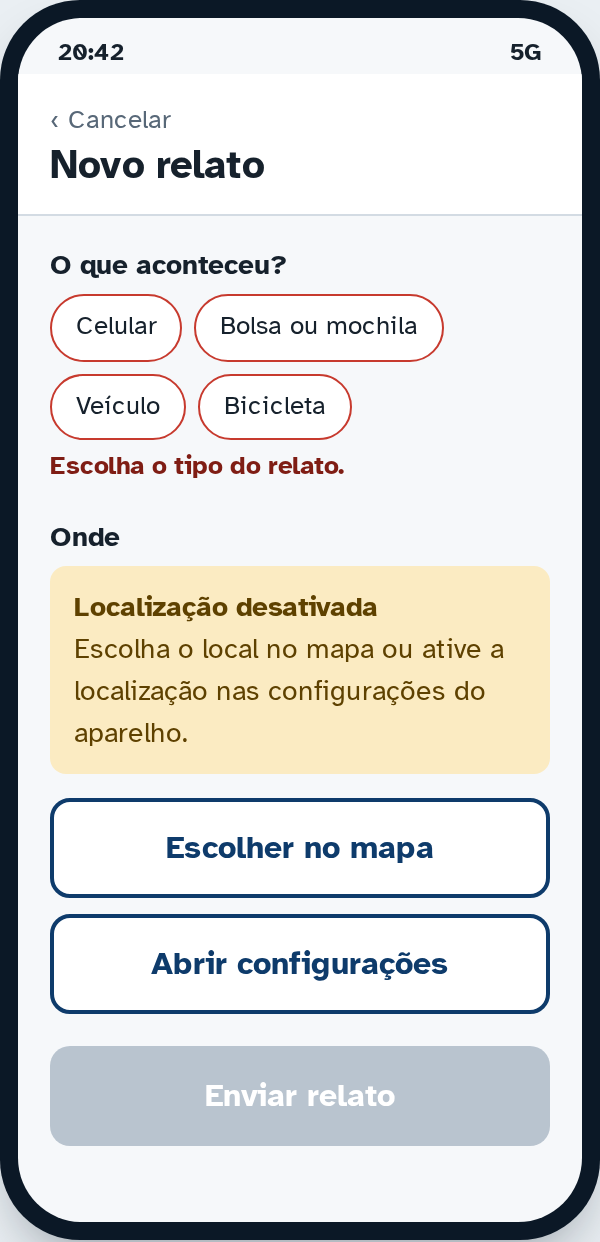 20:42 5G
‹ Cancelar
Novo relato
O que aconteceu?
Celular Bolsa ou mochila
Veículo Bicicleta
Escolha o tipo do relato.
Onde
Localização desativada
Escolha o local no mapa ou ative a
localização nas configurações do
aparelho.
Escolher no mapa
Abrir configurações
Enviar relato